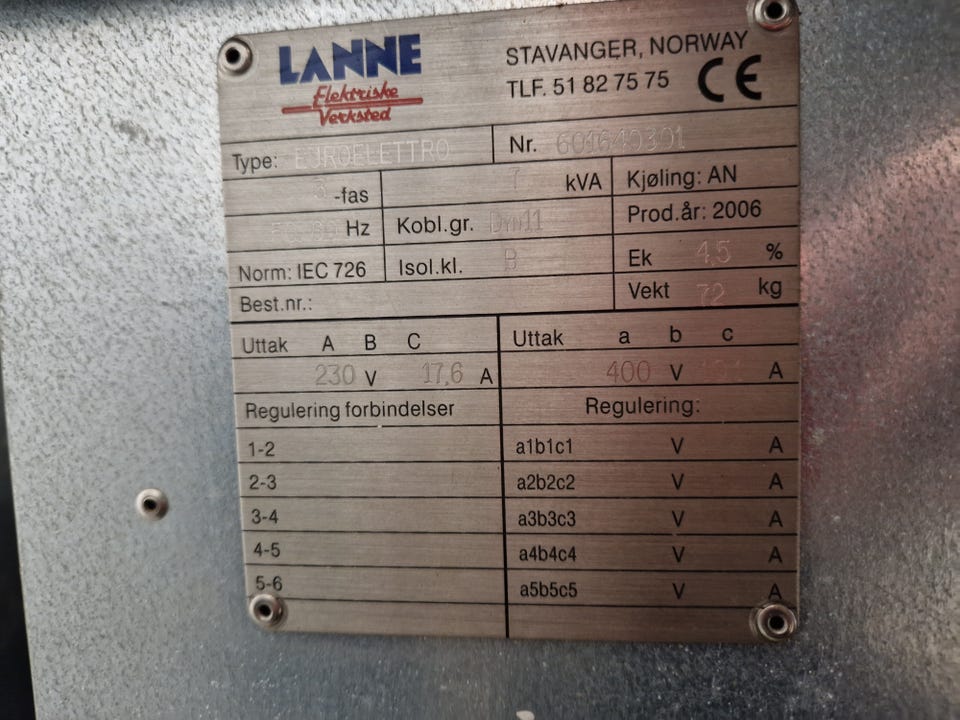 LANNE
Elektriske
Verksted
STAVANGER, NORWAY
TLF. 51 82 75 75
CE
Type: EUROELETTRO
Nr. 601640301
3 -fas
7 kVA
Kjøling: AN
Hz
Kobl.gr. Dyn11
Prod.år: 2006
Norm: IEC 726
Isol.kl. B
Ek 4,5 %
Best.nr.:
Vekt 72 kg
Uttak A B C
Uttak a b c
230 V 17,6 A
400 V A
Regulering forbindelser
Regulering:
1-2
a1b1c1 V A
2-3
a2b2c2 V A
3-4
a3b3c3 V A
4-5
a4b4c4 V A
5-6
a5b5c5 V A